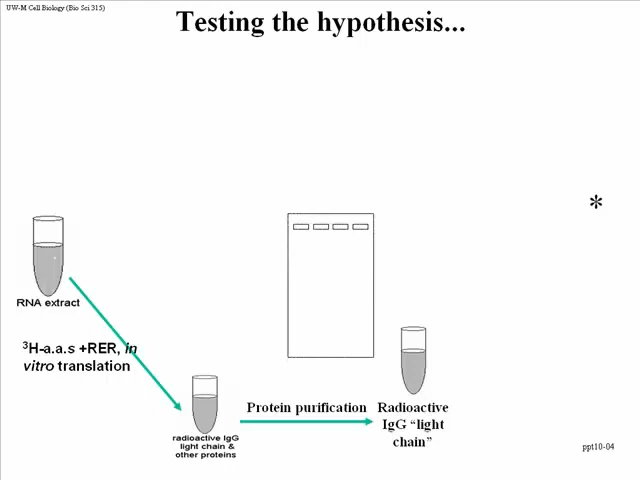 UW-M Cell Biology (Bio Sci 315)
Testing the hypothesis...
*
RNA extract
³H-a.a.s +RER, in
vitro translation
Protein purification
Radioactive
IgG “light
chain”
radioactive IgG
light chain &
other proteins
ppt10-04